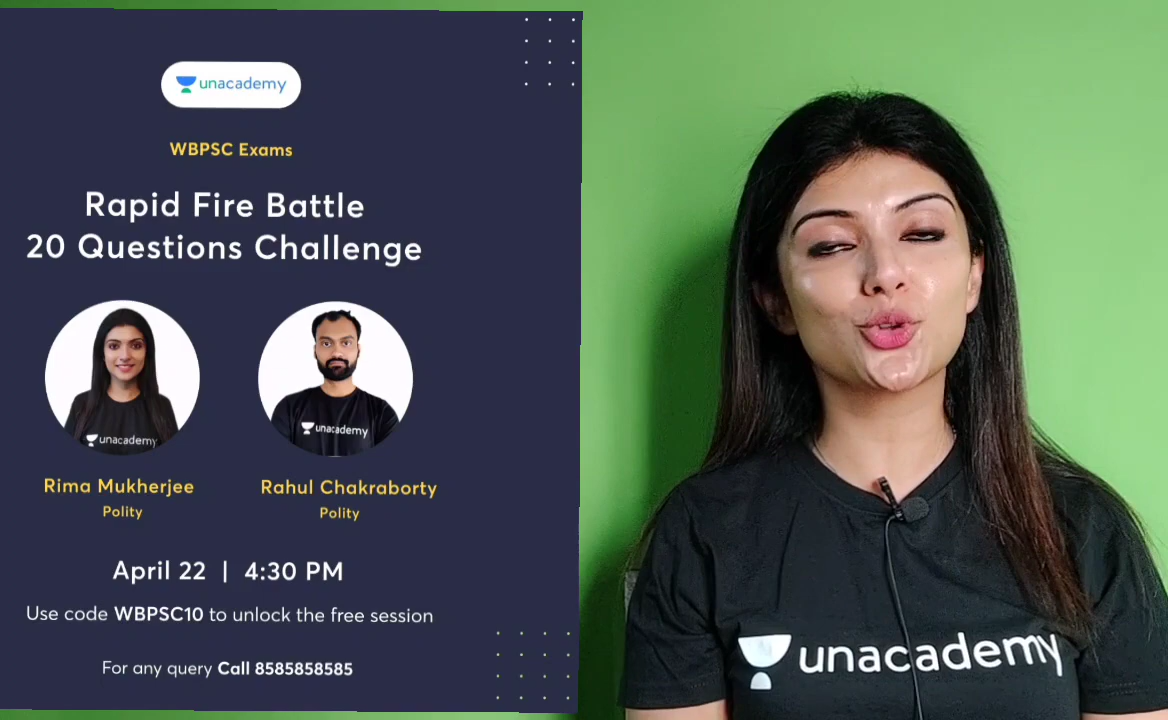 unacademy
WBPSC Exams
Rapid Fire Battle
20 Questions Challenge
unacademy
unacademy
Rima Mukherjee
Rahul Chakraborty
Polity
Polity
April 22 | 4:30 PM
Use code WBPSC10 to unlock the free session
For any query Call 8585858585
unacademy